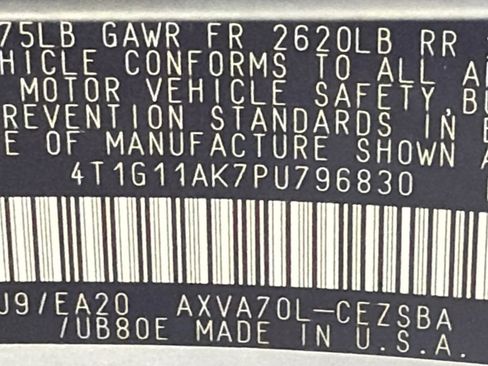 75LB GAWR FR 2620LB RR
HICLE CONFORMS TO ALL A
MOTOR VEHICLE SAFETY, BU
REVENTION STANDARDS IN
E OF MANUFACTURE SHOWN
4T1G11AK7PU796830
J9/EA20 AXVA70L-CEZSBA
/UB80E MADE IN U.S.A.